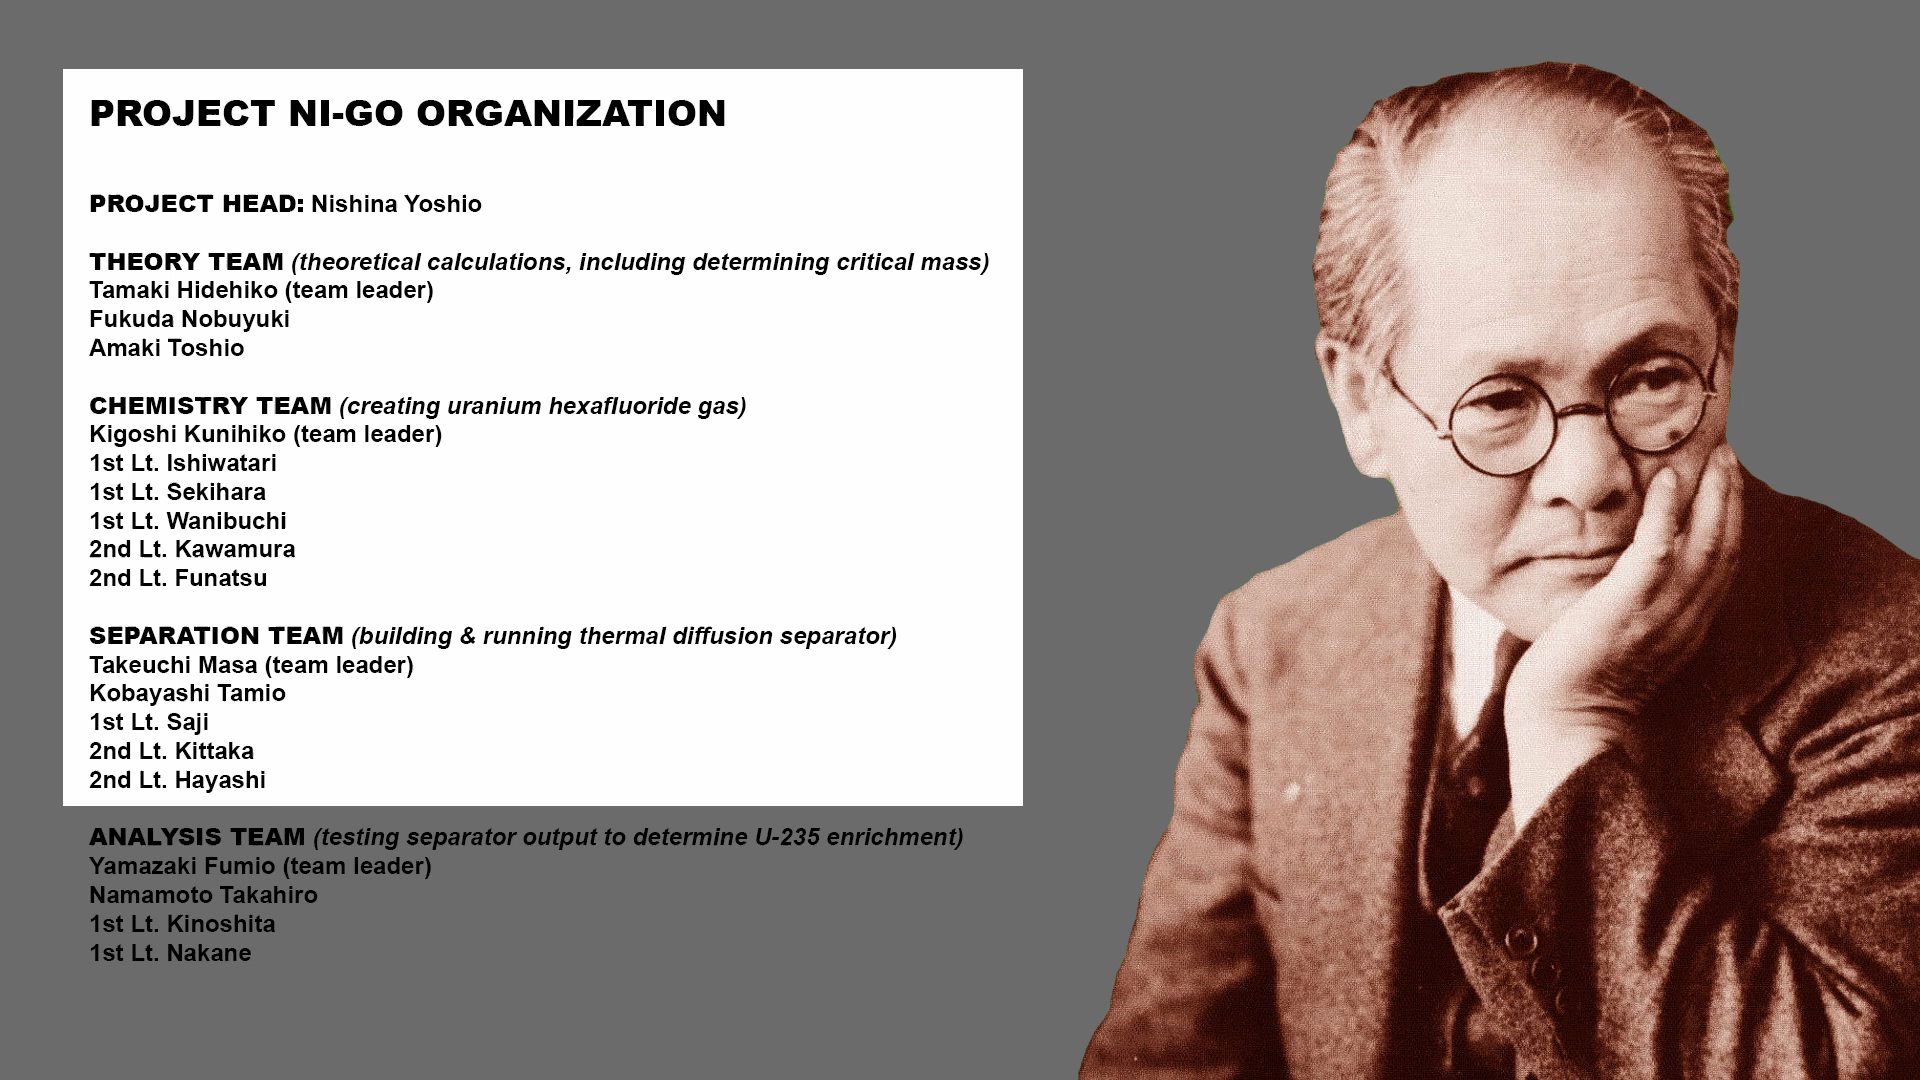 PROJECT NI-GO ORGANIZATION
PROJECT HEAD: Nishina Yoshio
THEORY TEAM (theoretical calculations, including determining critical mass)
Tamaki Hidehiko (team leader)
Fukuda Nobuyuki
Amaki Toshio
CHEMISTRY TEAM (creating uranium hexafluoride gas)
Kigoshi Kunihiko (team leader)
1st Lt. Ishiwatari
1st Lt. Sekihara
1st Lt. Wanibuchi
2nd Lt. Kawamura
2nd Lt. Funatsu
SEPARATION TEAM (building & running thermal diffusion separator)
Takeuchi Masa (team leader)
Kobayashi Tamio
1st Lt. Saji
2nd Lt. Kittaka
2nd Lt. Hayashi
ANALYSIS TEAM (testing separator output to determine U-235 enrichment)
Yamazaki Fumio (team leader)
Namamoto Takahiro
1st Lt. Kinoshita
1st Lt. Nakane